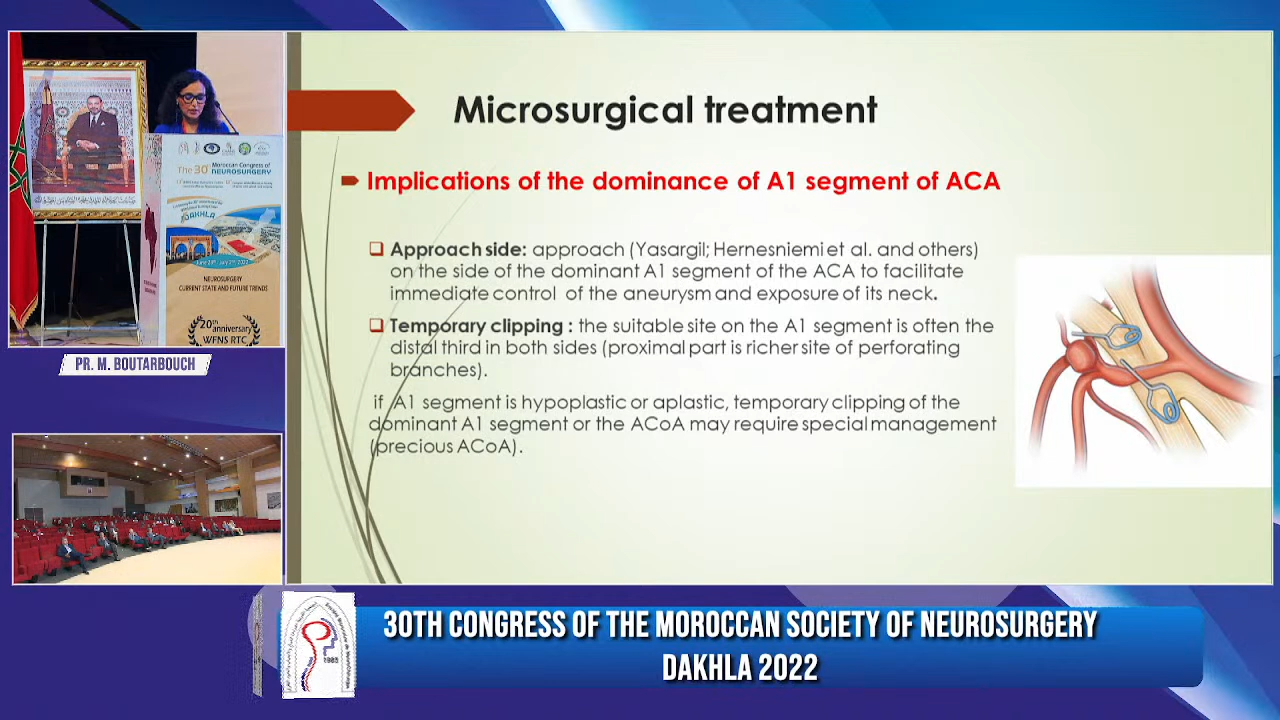 Microsurgical treatment
Implications of the dominance of A1 segment of ACA
Approach side: approach (Yasargil; Hernesniemi et al. and others)
on the side of the dominant A1 segment of the ACA to facilitate
immediate control of the aneurysm and exposure of its neck.
Temporary clipping : the suitable site on the A1 segment is often the
distal third in both sides (proximal part is richer site of perforating
branches).
if A1 segment is hypoplastic or aplastic, temporary clipping of the
dominant A1 segment or the ACoA may require special management
(precious ACoA).
The 30th Moroccan Congress of
NEUROSURGERY
DAKHLA
NEUROSURGERY
CURRENT STATE AND FUTURE TRENDS
20th
anniversary
WFNS RTC
PR. M. BOUTARBOUCH
30TH CONGRESS OF THE MOROCCAN SOCIETY OF NEUROSURGERY
DAKHLA 2022